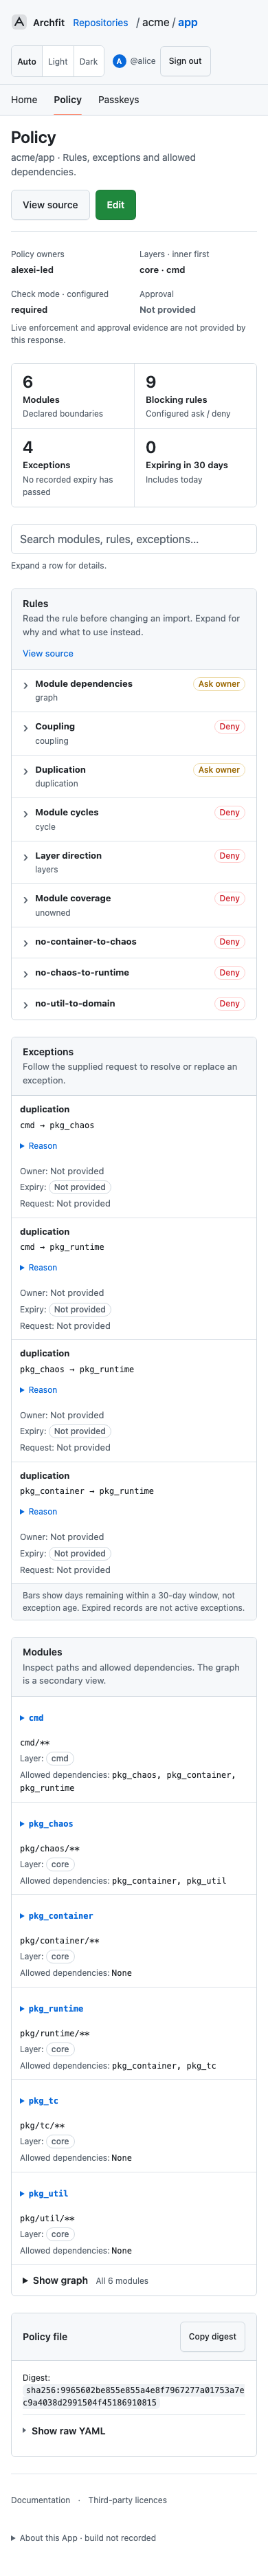 Archfit Repositories / acme / app
Auto Light Dark A @alice Sign out
Home Policy Passkeys
Policy
acme/app · Rules, exceptions and allowed
dependencies.
View source Edit
Policy owners Layers · inner first
alexei-led core · cmd
Check mode · configured Approval
required Not provided
Live enforcement and approval evidence are not provided by
this response.
6 9
Modules Blocking rules
Declared boundaries Configured ask / deny
4 0
Exceptions Expiring in 30 days
No recorded expiry has Includes today
passed
Search modules, rules, exceptions...
Expand a row for details.
Rules
Read the rule before changing an import. Expand for
why and what to use instead.
View source
Module dependencies Ask owner
graph
Coupling Deny
coupling
Duplication Ask owner
duplication
Module cycles Deny
cycle
Layer direction Deny
layers
Module coverage Deny
unowned
no-container-to-chaos Deny
no-chaos-to-runtime Deny
no-util-to-domain Deny
Exceptions
Follow the supplied request to resolve or replace an
exception.
duplication
cmd → pkg_chaos
Reason
Owner: Not provided
Expiry: Not provided
Request: Not provided
duplication
cmd → pkg_runtime
Reason
Owner: Not provided
Expiry: Not provided
Request: Not provided
duplication
pkg_chaos → pkg_runtime
Reason
Owner: Not provided
Expiry: Not provided
Request: Not provided
duplication
pkg_container → pkg_runtime
Reason
Owner: Not provided
Expiry: Not provided
Request: Not provided
Bars show days remaining within a 30-day window, not
exception age. Expired records are not active exceptions.
Modules
Inspect paths and allowed dependencies. The graph
is a secondary view.
cmd
cmd/**
Layer: cmd
Allowed dependencies: pkg_chaos, pkg_container,
pkg_runtime
pkg_chaos
pkg/chaos/**
Layer: core
Allowed dependencies: pkg_container, pkg_util
pkg_container
pkg/container/**
Layer: core
Allowed dependencies: None
pkg_runtime
pkg/runtime/**
Layer: core
Allowed dependencies: pkg_container, pkg_tc
pkg_tc
pkg/tc/**
Layer: core
Allowed dependencies: None
pkg_util
pkg/util/**
Layer: core
Allowed dependencies: None
Show graph All 6 modules
Policy file Copy digest
Digest:
sha256:9965602be855e855a4e8f7967277a01753a7e
c9a4038d2991504f45186910815
Show raw YAML
Documentation · Third-party licences
About this App · build not recorded